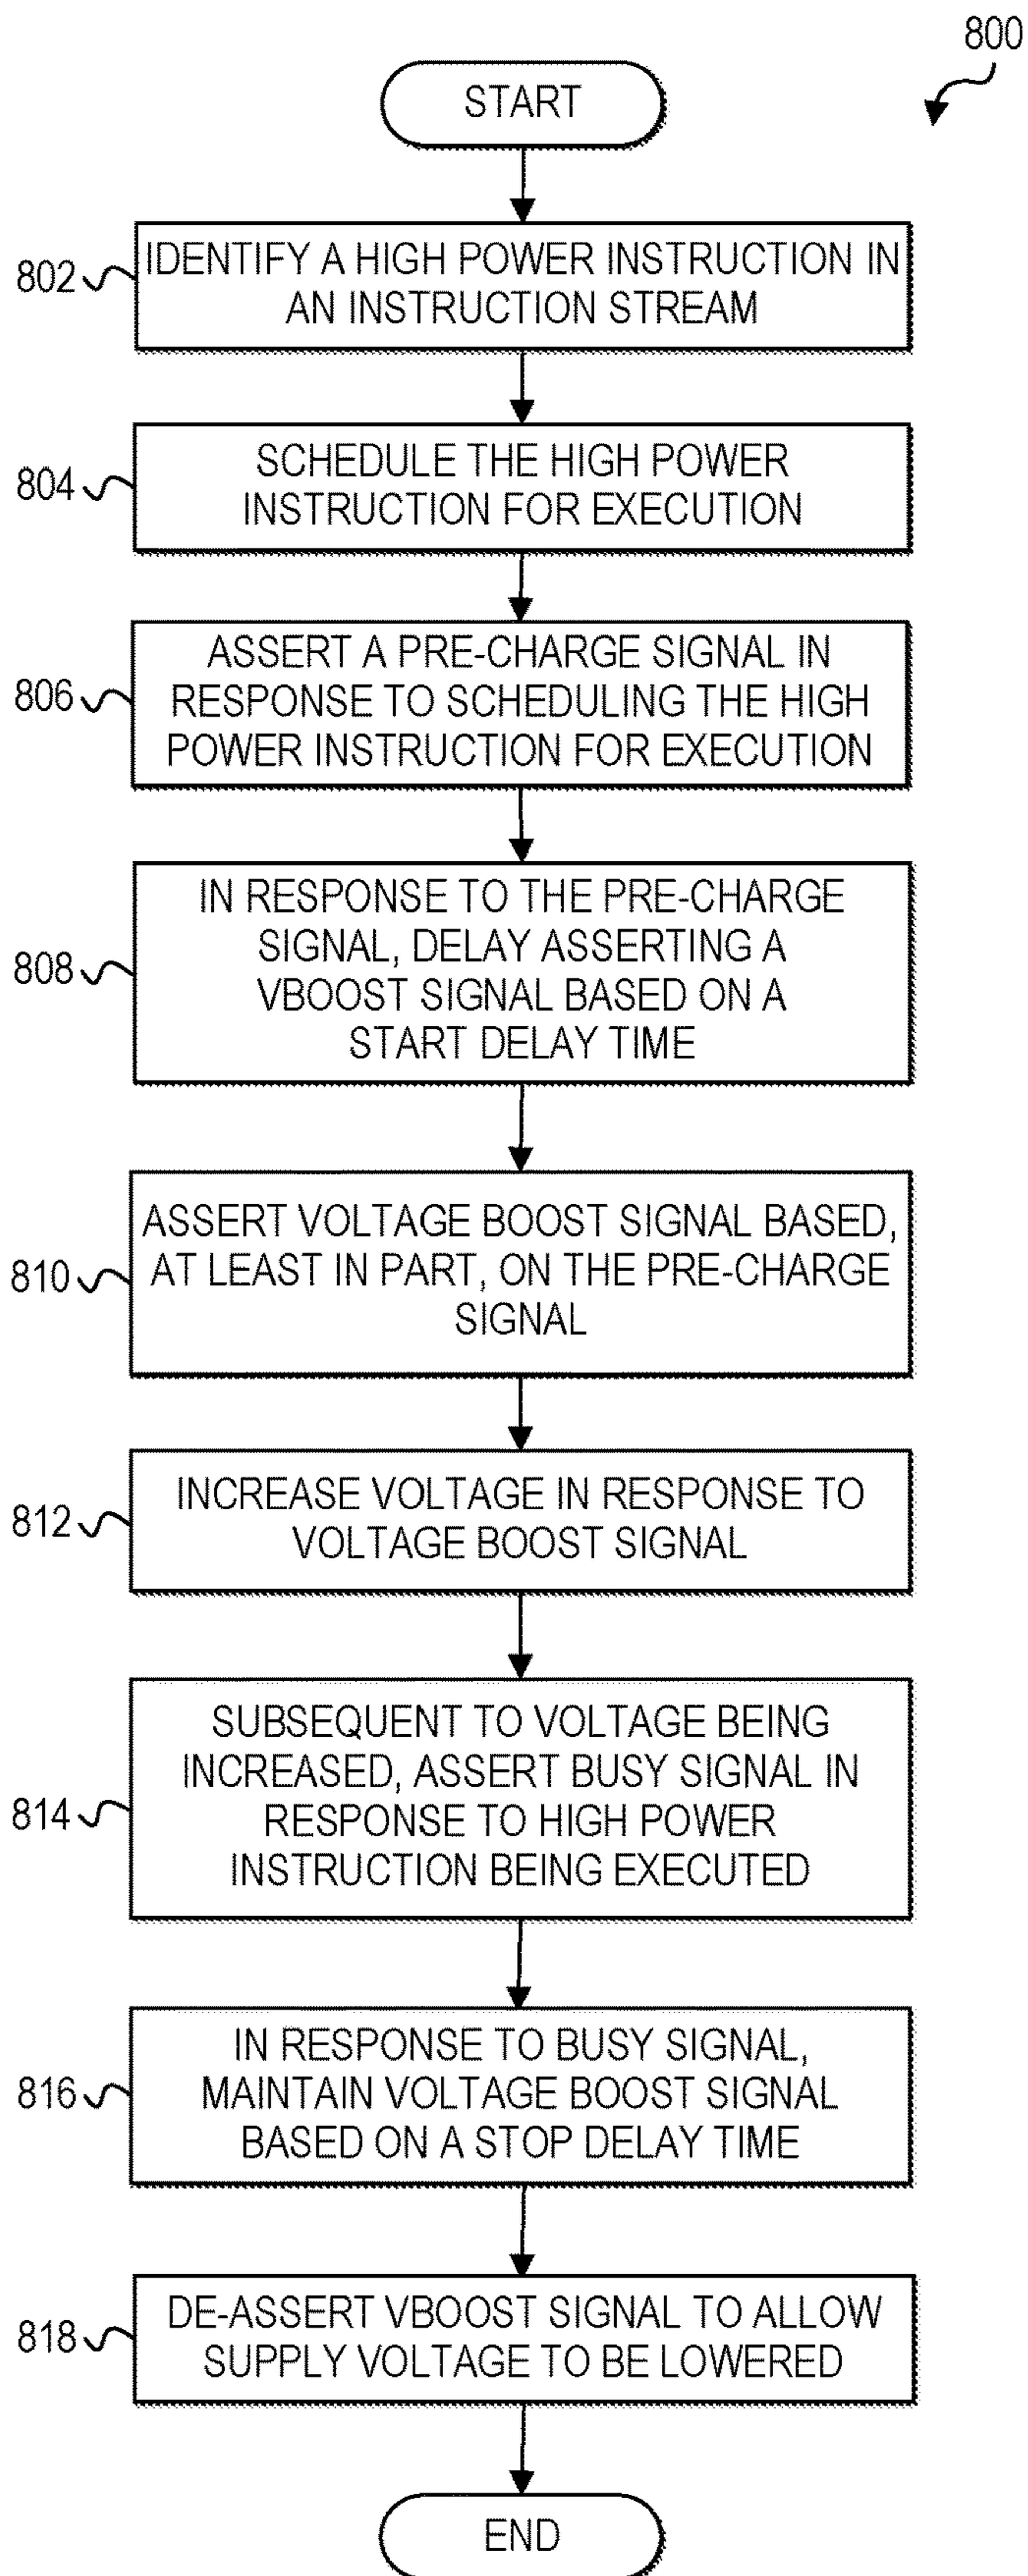 800
START
802
IDENTIFY A HIGH POWER INSTRUCTION IN
AN INSTRUCTION STREAM
804
SCHEDULE THE HIGH POWER
INSTRUCTION FOR EXECUTION
806
ASSERT A PRE-CHARGE SIGNAL IN
RESPONSE TO SCHEDULING THE HIGH
POWER INSTRUCTION FOR EXECUTION
808
IN RESPONSE TO THE PRE-CHARGE
SIGNAL, DELAY ASSERTING A
VBOOST SIGNAL BASED ON A
START DELAY TIME
810
ASSERT VOLTAGE BOOST SIGNAL BASED,
AT LEAST IN PART, ON THE PRE-CHARGE
SIGNAL
812
INCREASE VOLTAGE IN RESPONSE TO
VOLTAGE BOOST SIGNAL
814
SUBSEQUENT TO VOLTAGE BEING
INCREASED, ASSERT BUSY SIGNAL IN
RESPONSE TO HIGH POWER
INSTRUCTION BEING EXECUTED
816
IN RESPONSE TO BUSY SIGNAL,
MAINTAIN VOLTAGE BOOST SIGNAL
BASED ON A STOP DELAY TIME
818
DE-ASSERT VBOOST SIGNAL TO ALLOW
SUPPLY VOLTAGE TO BE LOWERED
END